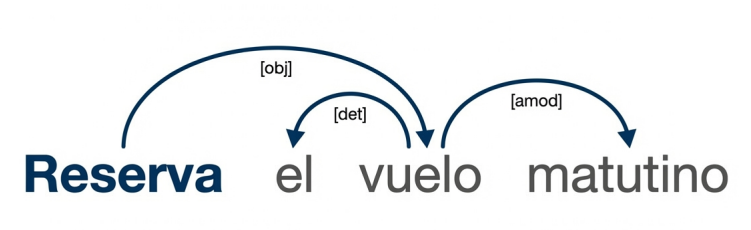 [obj]
[det] [amod]
Reserva el vuelo matutino